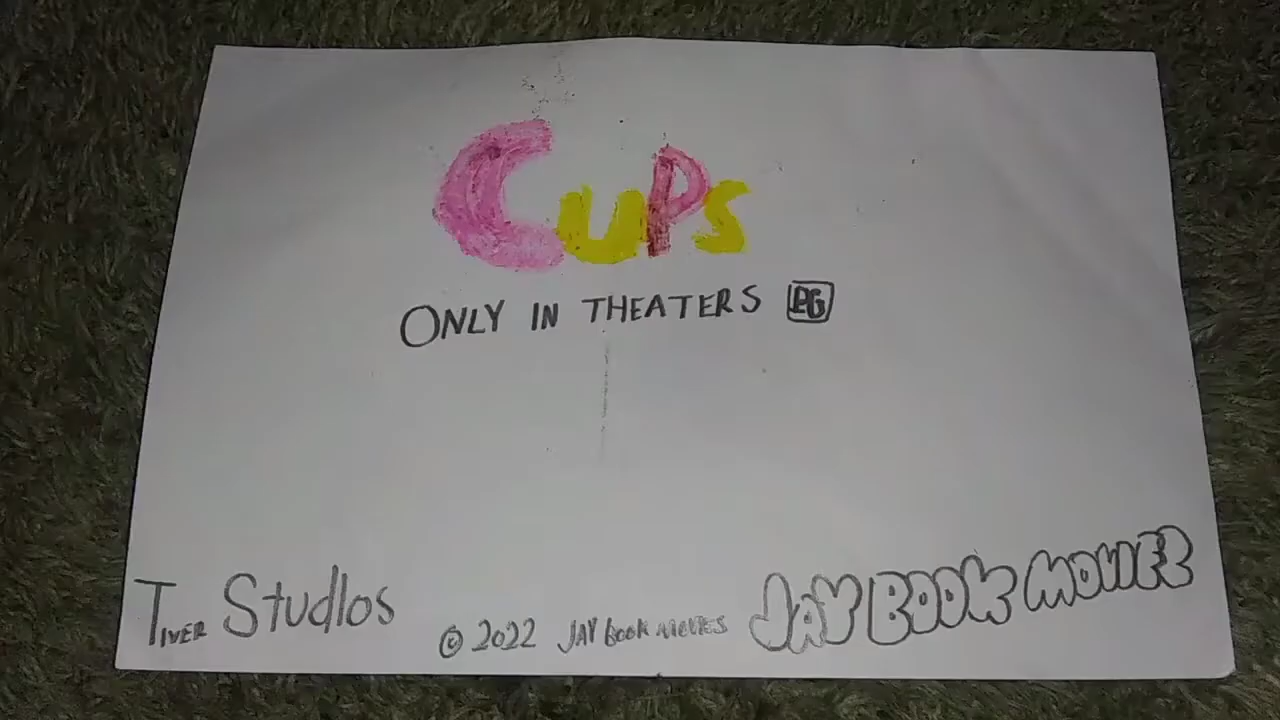 CUPS
ONLY IN THEATERS PG
TIVER StudIos
© 2022 JAY BOOK MOVIES
JAY BOOK MOVIES